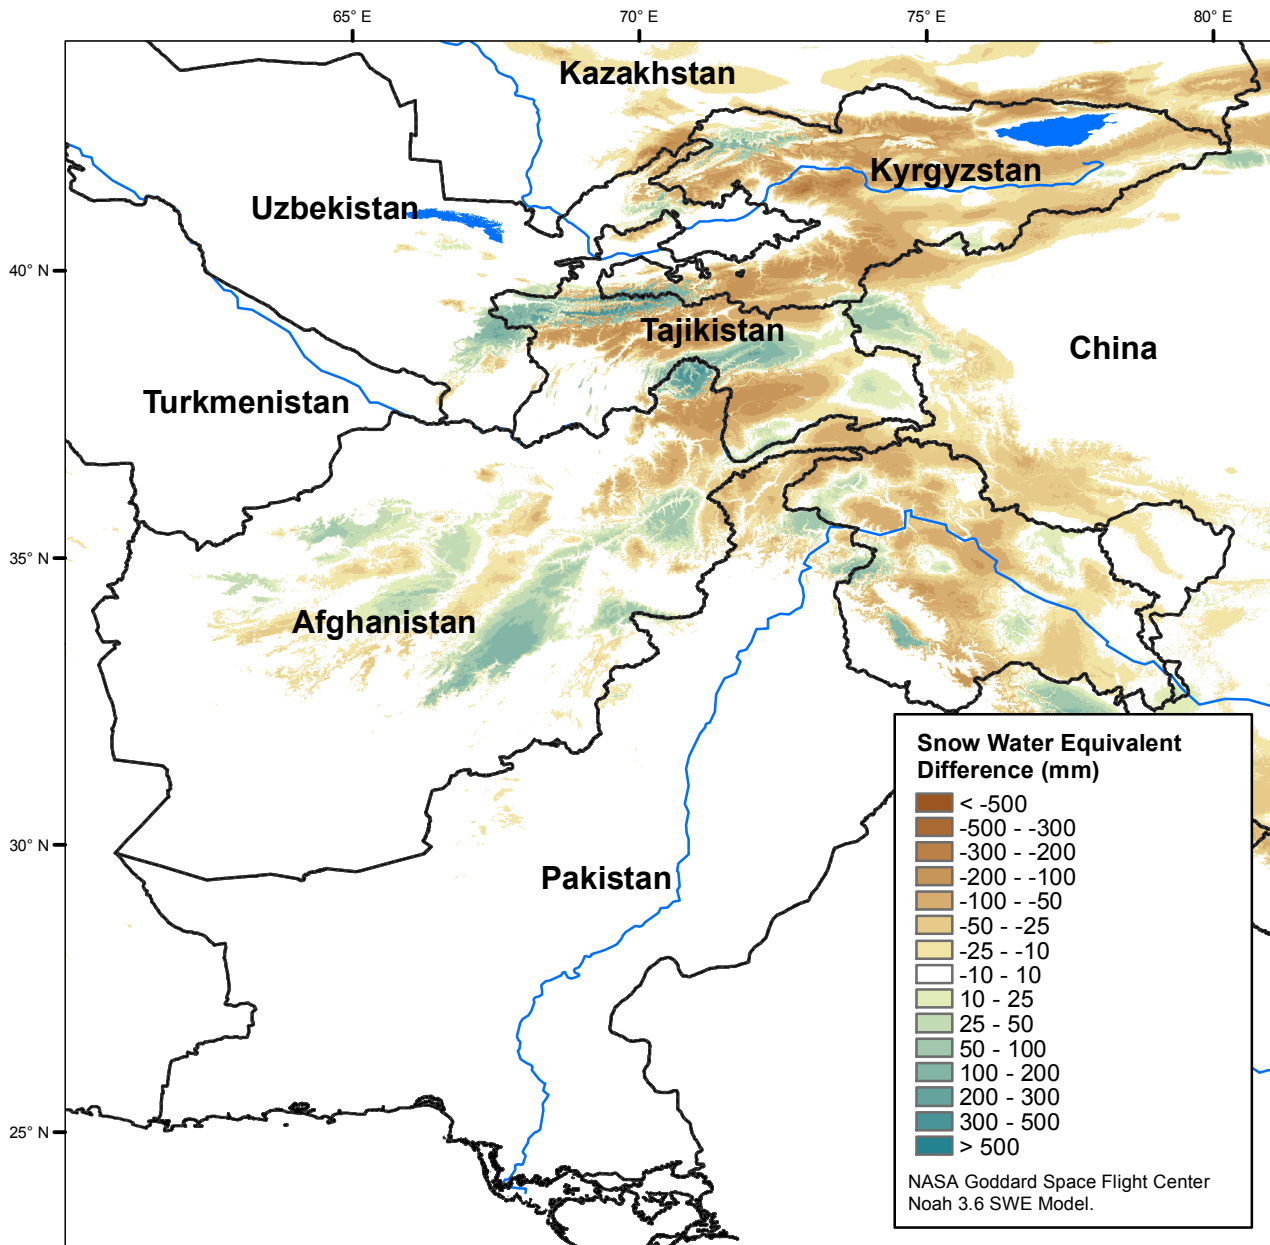 65° E
70° E
75° E
80° E
Kazakhstan
Kyrgyzstan
Uzbekistan
40° N
Tajikistan
China
Turkmenistan
35° N
Afghanistan
30° N
Pakistan
25° N
Snow Water Equivalent
Difference (mm)
< -500
-500 - -300
-300 - -200
-200 - -100
-100 - -50
-50 - -25
-25 - -10
-10 - 10
10 - 25
25 - 50
50 - 100
100 - 200
200 - 300
300 - 500
> 500
NASA Goddard Space Flight Center
Noah 3.6 SWE Model.